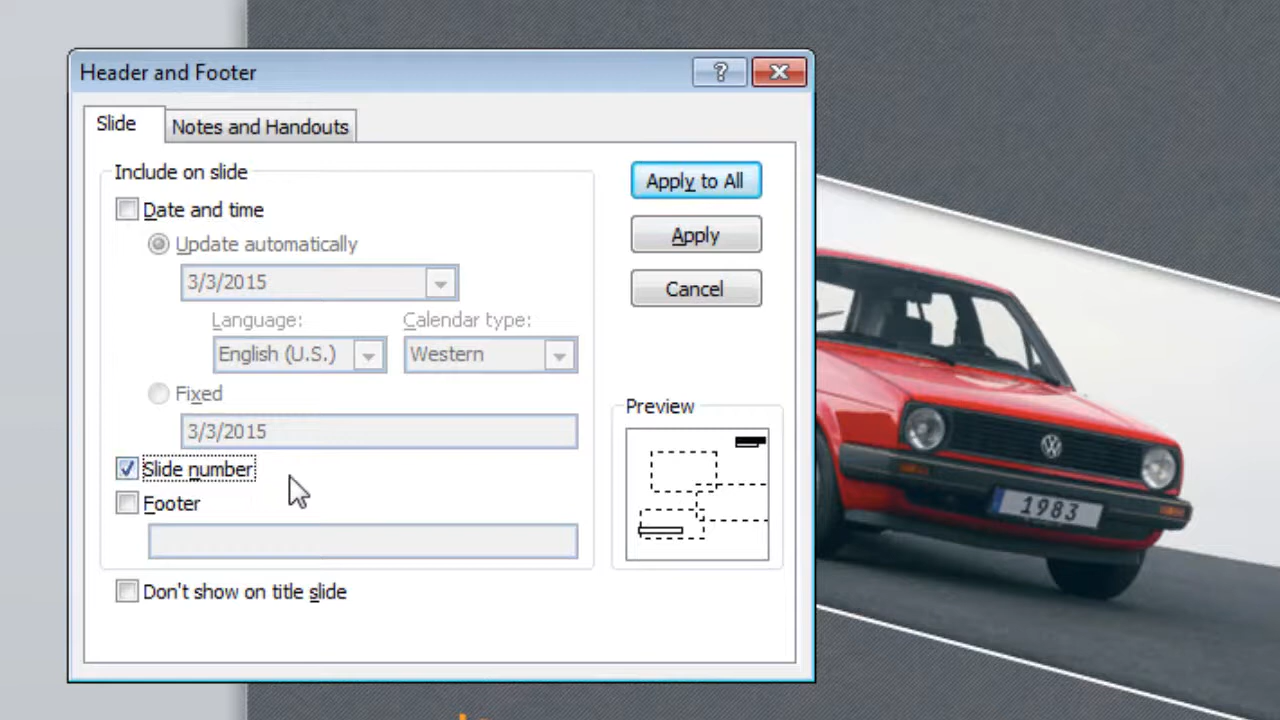 Header and Footer
Slide
Notes and Handouts
Include on slide
Date and time
Update automatically
3/3/2015
Language:
Calendar type:
English (U.S.)
Western
Fixed
3/3/2015
Slide number
Footer
Don't show on title slide
Apply to All
Apply
Cancel
Preview
1983